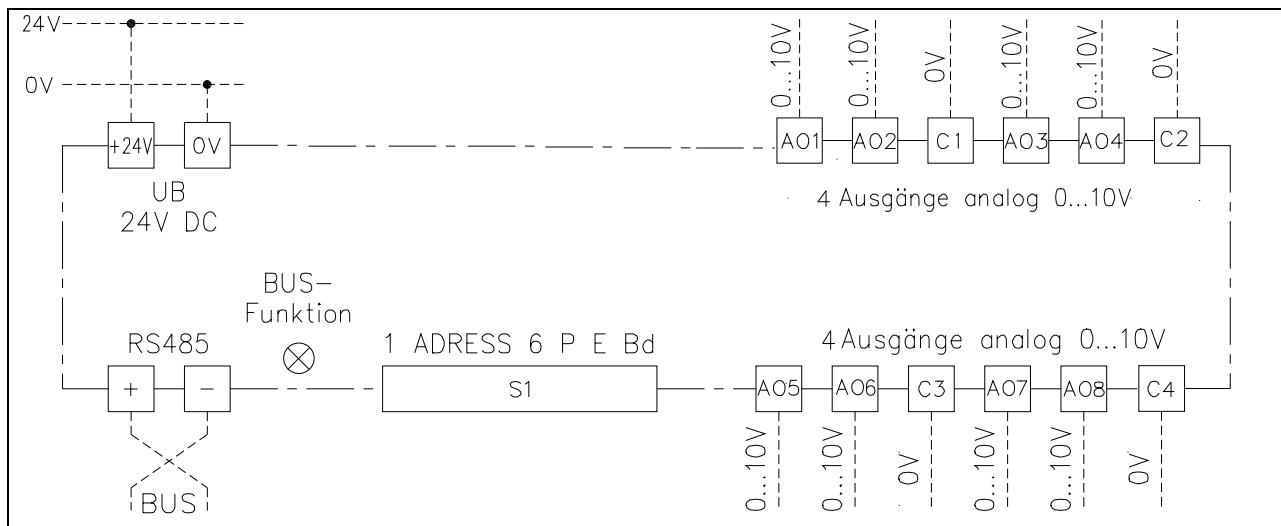 24V
0V
+24V
0V
UB
24V DC
0...10V
0...10V
0V
0...10V
0...10V
0V
AO1
AO2
C1
AO3
AO4
C2
4 Ausgänge analog 0...10V
BUS-
Funktion
RS485
1 ADRESS 6 P E Bd
4 Ausgänge analog 0...10V
+
-
S1
AO5
AO6
C3
AO7
AO8
C4
0...10V
0...10V
0V
0...10V
0...10V
0V
BUS